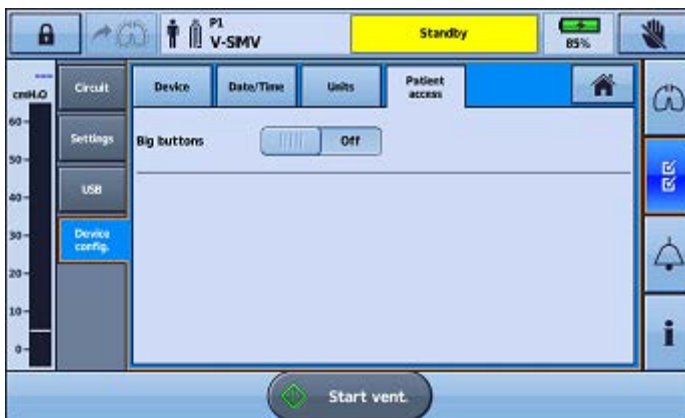 P1
V-SIMV
Standby
85%
---
cmH₂O
60
50
40
30
20
10
0
Circuit
Settings
USB
Device
config.
Device
Date/Time
Units
Patient
access
Big buttons
Off
i
Start vent.